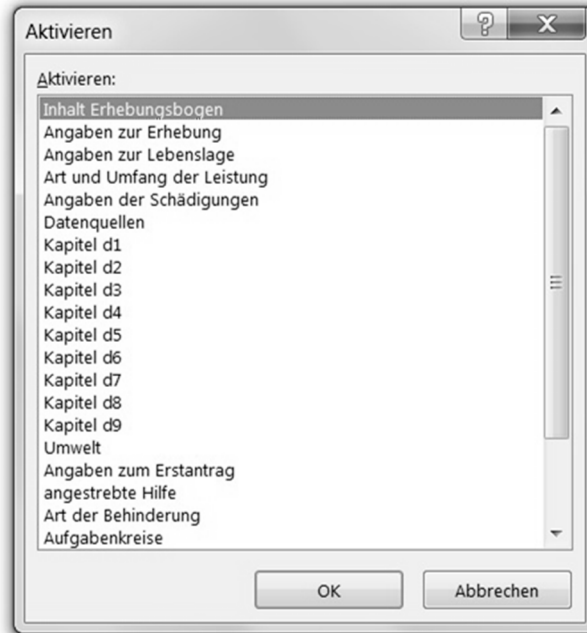 Aktivieren
Aktivieren:
Inhalt Erhebungsbogen
Angaben zur Erhebung
Angaben zur Lebenslage
Art und Umfang der Leistung
Angaben der Schädigungen
Datenquellen
Kapitel d1
Kapitel d2
Kapitel d3
Kapitel d4
Kapitel d5
Kapitel d6
Kapitel d7
Kapitel d8
Kapitel d9
Umwelt
Angaben zum Erstantrag
angestrebte Hilfe
Art der Behinderung
Aufgabenkreise
OK Abbrechen